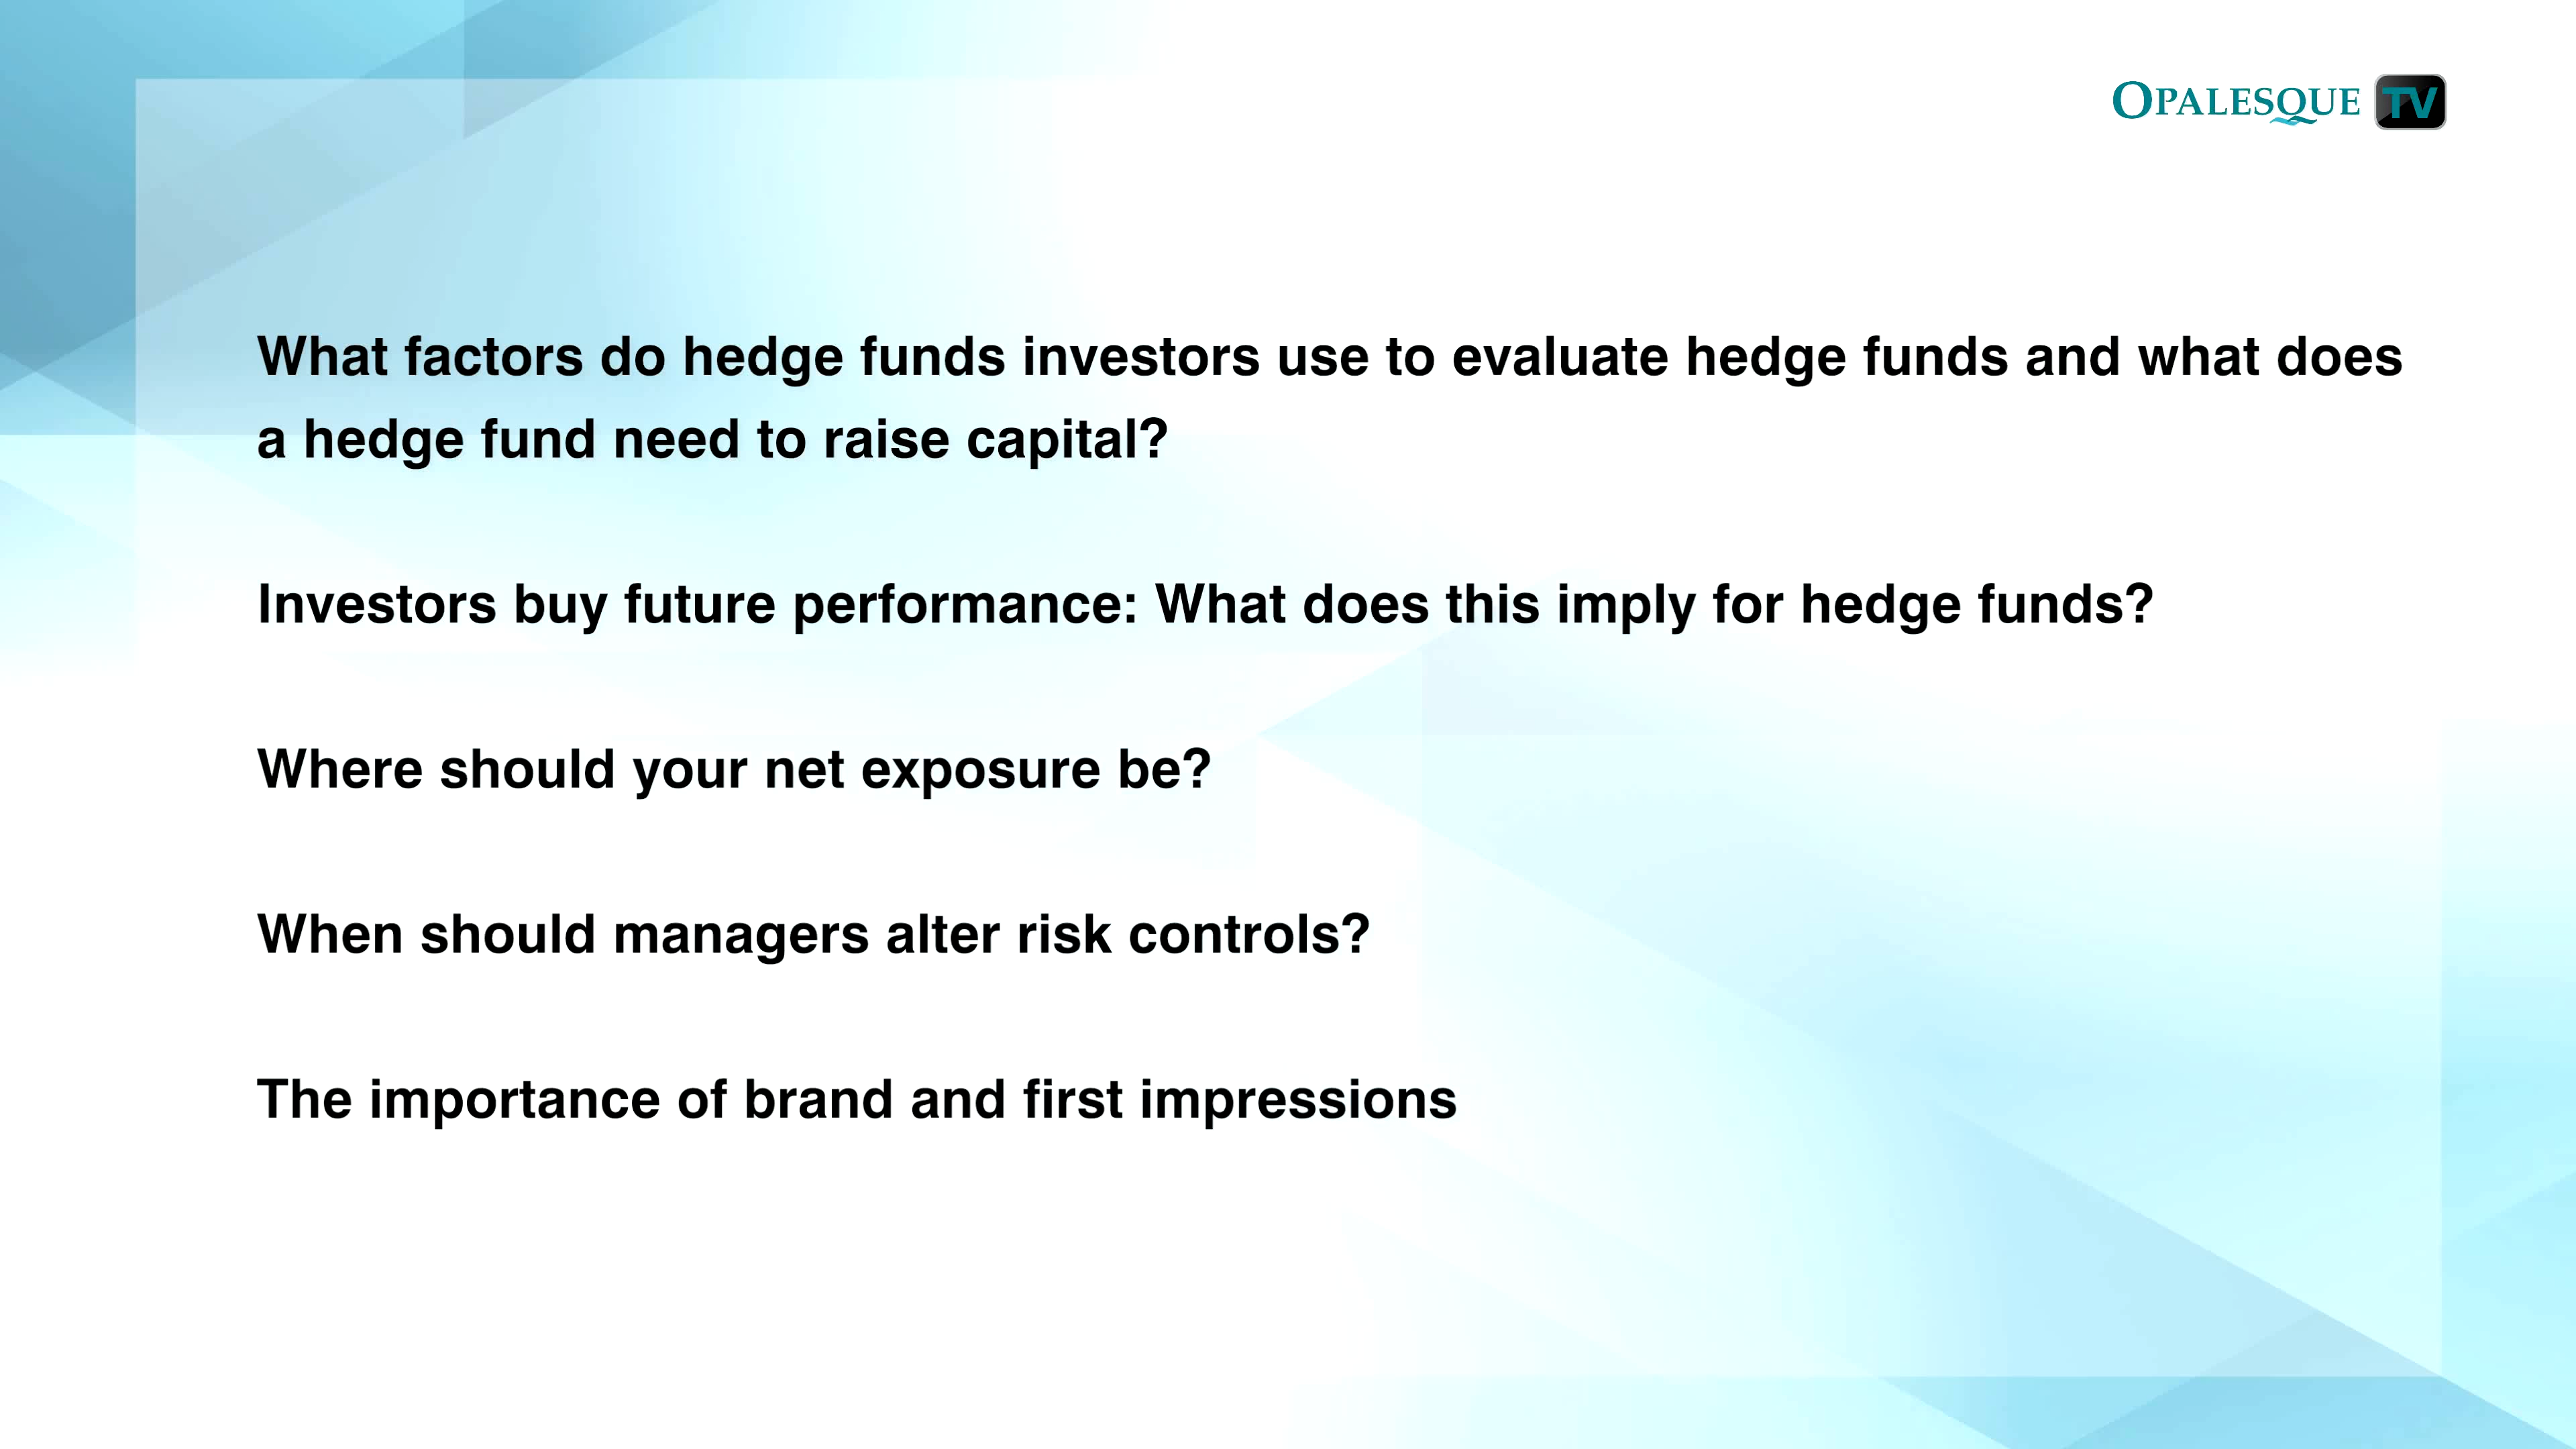 OPALESQUE TV
What factors do hedge funds investors use to evaluate hedge funds and what does
a hedge fund need to raise capital?
Investors buy future performance: What does this imply for hedge funds?
Where should your net exposure be?
When should managers alter risk controls?
The importance of brand and first impressions